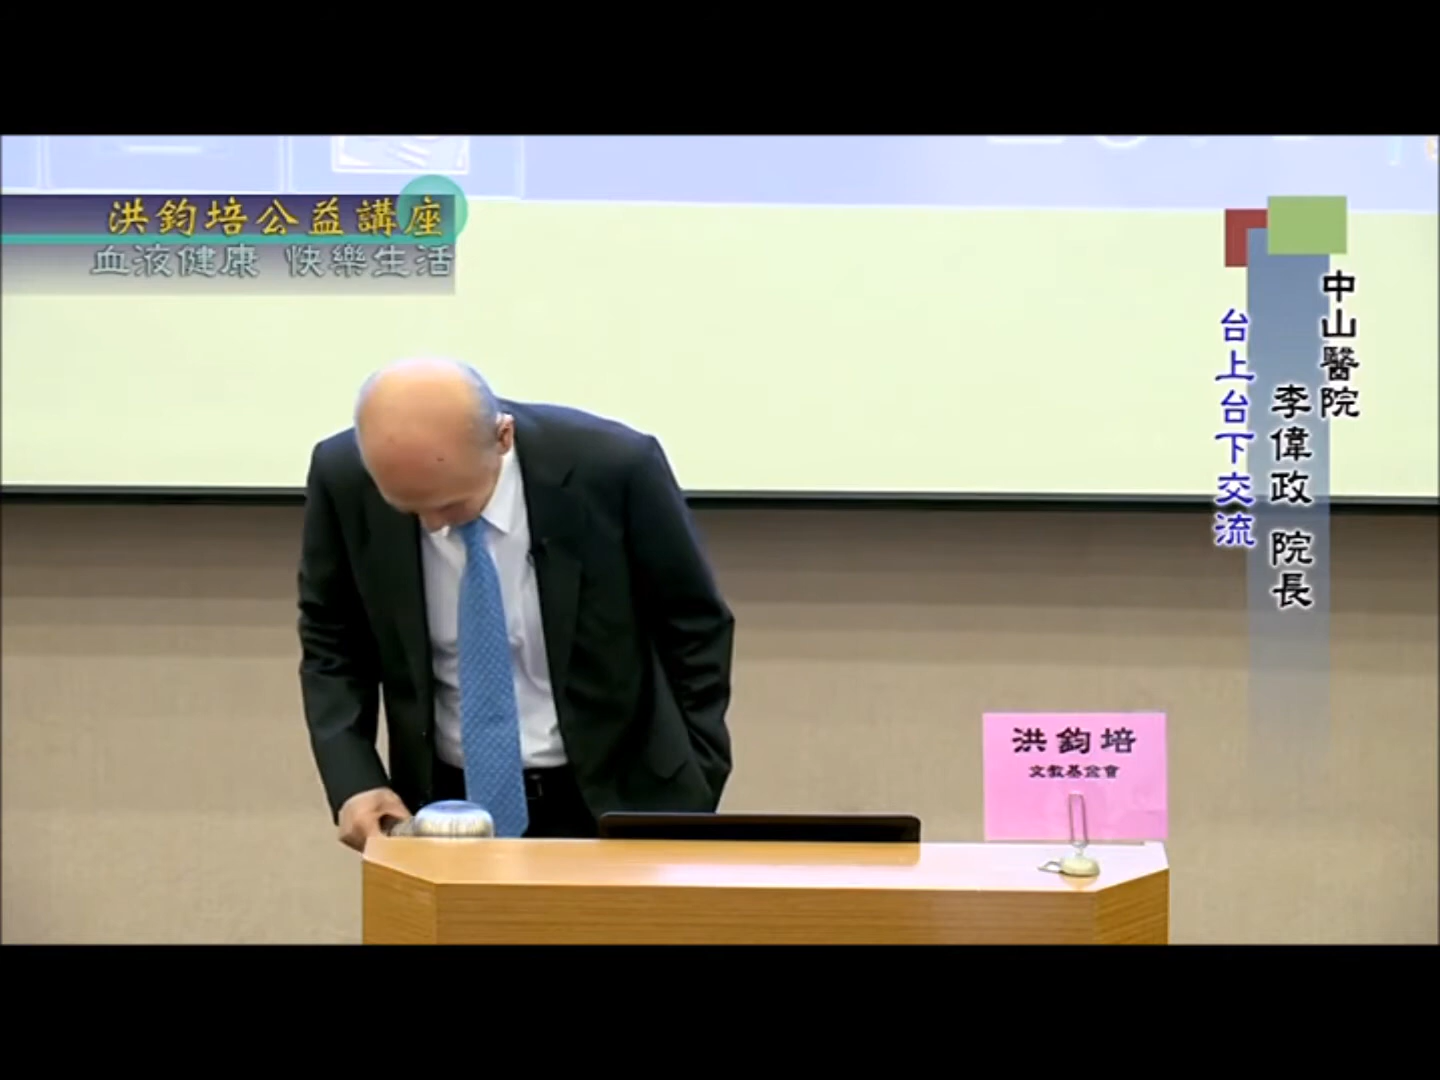 洪鈞培公益講座
血液健康 快樂生活
中山醫院
李偉政 院長
台上台下交流
洪鈞培
文教基金會